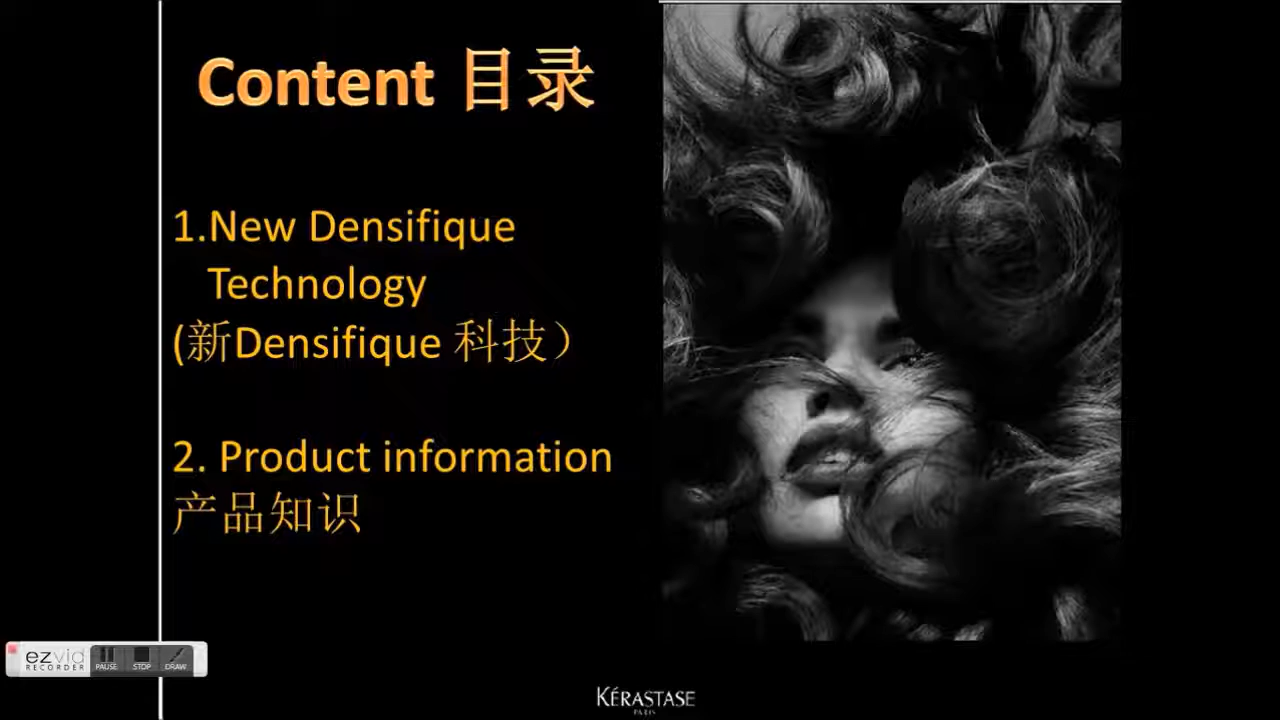 Content 目录
1.New Densifique
Technology
(新Densifique 科技）
2. Product information
产品知识
ezvid
RECORDER
PAUSE
STOP
DRAW
KÉRASTASE
PARIS